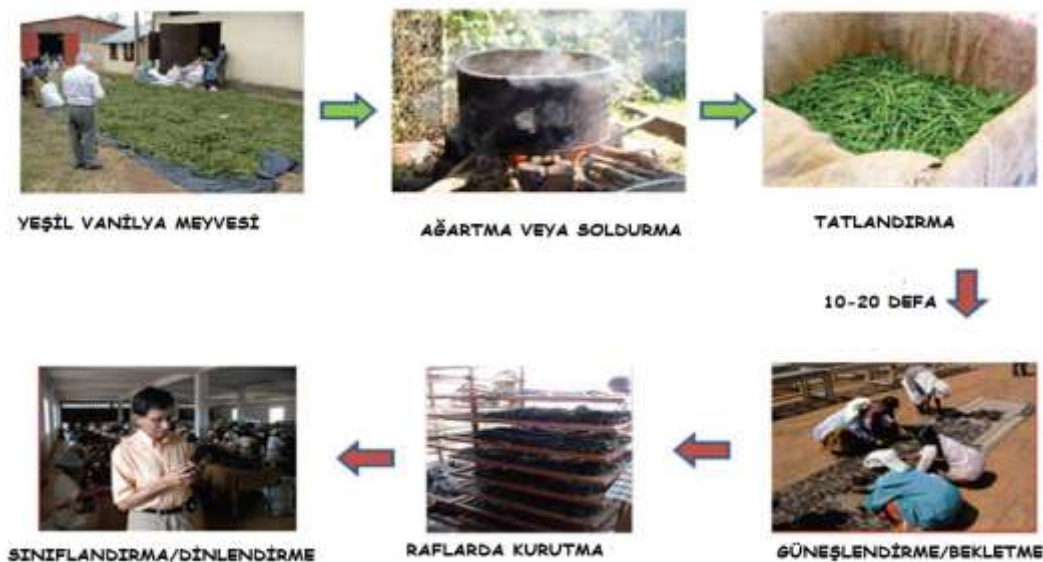 YEŞİL VANİLYA MEYVESİ
AĞARTMA VEYA SOLDURMA
TATLANDIRMA
10-20 DEFA
GÜNEŞLENDİRME/BEKLETME
RAFLARDA KURUTMA
SINIFLANDIRMA/DİNLENDİRME